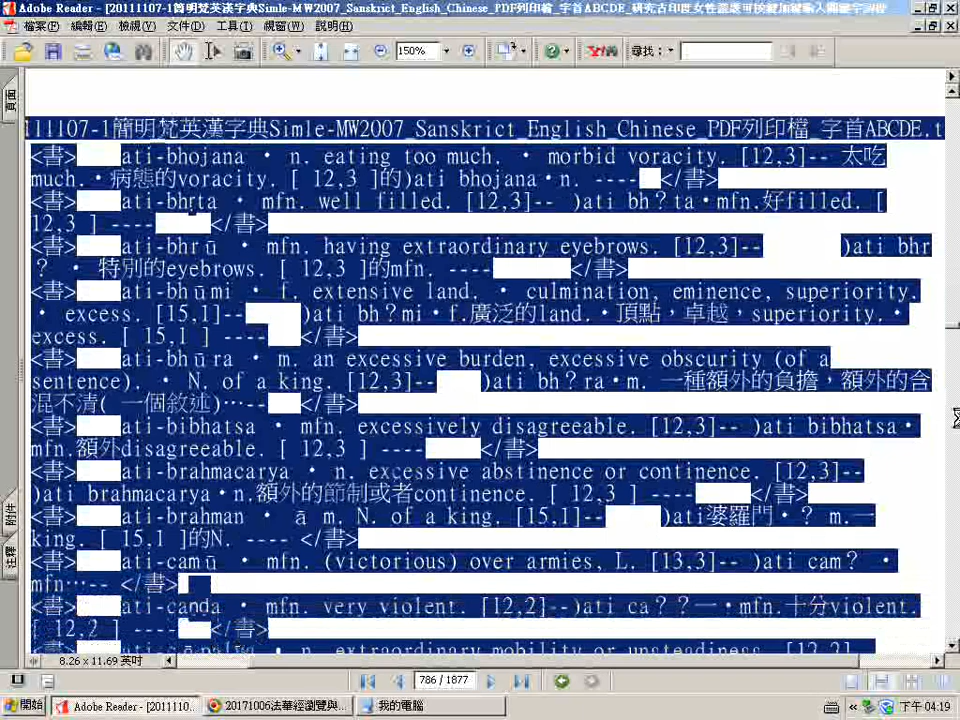 Adobe Reader - [20111107-1簡明梵英漢字典Simle-MW2007_Sanskrict_English_Chinese_PDF列印檔_字首ABCDE_研究古印度女性
檔案(F) 編輯(E) 檢視(V) 文件(D) 工具(T) 視窗(W) 說明(H)
150% 尋找:
頁面
111107-1簡明梵英漢字典Simle-MW2007_Sanskrict_English_Chinese_PDF列印檔_字首ABCDE.t
<書> ati-bhojana ‧ n. eating too much. ‧ morbid voracity. [12,3]-- 太吃
much.‧病態的voracity. [ 12,3 ]的)ati bhojana‧n. ---- </書>
<書> ati-bhṛta ‧ mfn. well filled. [12,3]-- )ati bh?ta‧mfn.好filled. [
12,3 ] ---- </書>
<書> ati-bhrū ‧ mfn. having extraordinary eyebrows. [12,3]-- )ati bhr
? ‧ 特別的eyebrows. [ 12,3 ]的mfn. ---- </書>
<書> ati-bhūmi ‧ f. extensive land. ‧ culmination, eminence, superiority.
‧ excess. [15,1]-- )ati bh?mi‧f.廣泛的land.‧頂點，卓越，superiority.‧
excess. [ 15,1 ] ---- </書>
<書> ati-bhūra ‧ m. an excessive burden, excessive obscurity (of a
sentence). ‧ N. of a king. [12,3]-- )ati bh?ra‧m. 一種額外的負擔，額外的含
混不清( 一個敘述)…-- </書>
<書> ati-bibhatsa ‧ mfn. excessively disagreeable. [12,3]-- )ati bibhatsa‧
mfn.額外disagreeable. [ 12,3 ] ---- </書>
<書> ati-brahmacarya ‧ n. excessive abstinence or continence. [12,3]--
)ati brahmacarya‧n.額外的節制或者continence. [ 12,3 ] ---- </書>
<書> ati-brahman ‧ ā m. N. of a king. [15,1]-- )ati婆羅門‧? m.一
king. [ 15,1 ]的N. ---- </書>
<書> ati-camū ‧ mfn. (victorious) over armies, L. [13,3]-- )ati cam? ‧
mfn…-- </書>
<書> ati-caṇḍa ‧ mfn. very violent. [12,2]--)ati ca??一‧mfn.十分violent.
[ 12,2 ] ---- </書>
附件
註釋
8.26 x 11.69 英吋
786 / 1877
開始 Adobe Reader - [2011110... 20171006法華經瀏覽與... 我的電腦 下午 04:19